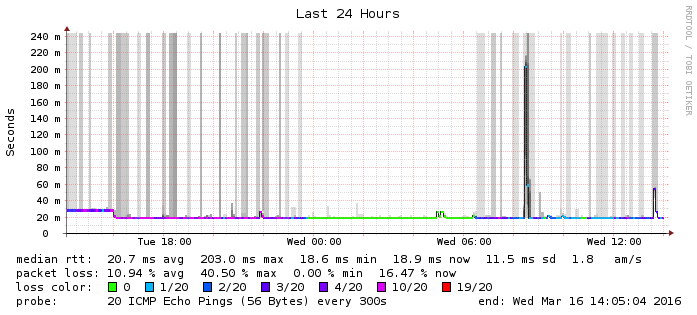 Last 24 Hours
RRDTOOL / TOBI OETIKER
Seconds
240 m
220 m
200 m
180 m
160 m
140 m
120 m
100 m
80 m
60 m
40 m
20 m
0
Tue 18:00 Wed 00:00 Wed 06:00 Wed 12:00
median rtt: 20.7 ms avg 203.0 ms max 18.6 ms min 18.9 ms now 11.5 ms sd 1.8 am/s
packet loss: 10.94 % avg 40.50 % max 0.00 % min 16.47 % now
loss color: 0 1/20 2/20 3/20 4/20 10/20 19/20
probe: 20 ICMP Echo Pings (56 Bytes) every 300s end: Wed Mar 16 14:05:04 2016